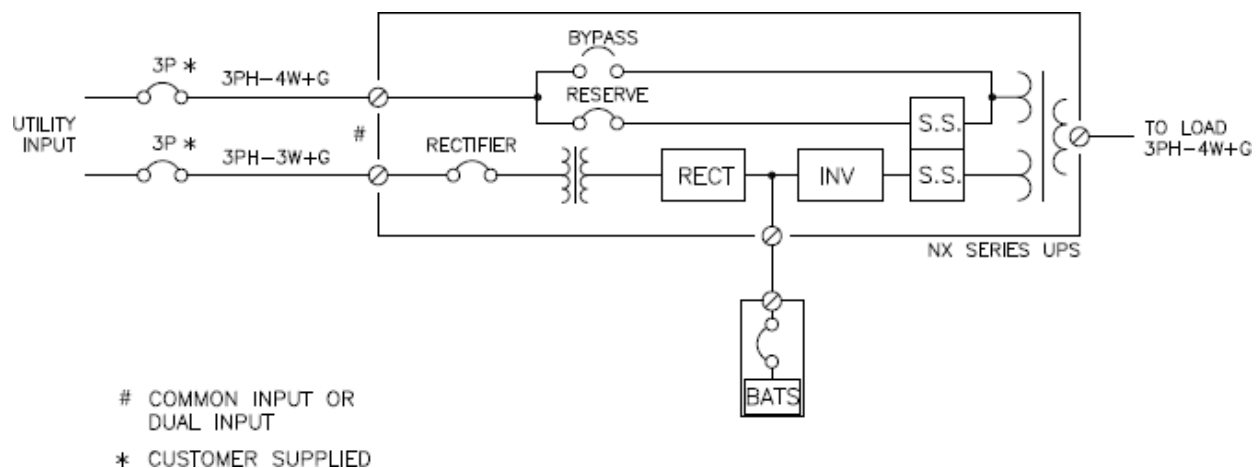 BYPASS
3P *
3PH-4W+G
RESERVE
UTILITY
INPUT
#
S.S.
TO LOAD
3PH-4W+G
3P *
3PH-3W+G
RECTIFIER
RECT
INV
S.S.
NX SERIES UPS
BATS
# COMMON INPUT OR
DUAL INPUT
* CUSTOMER SUPPLIED